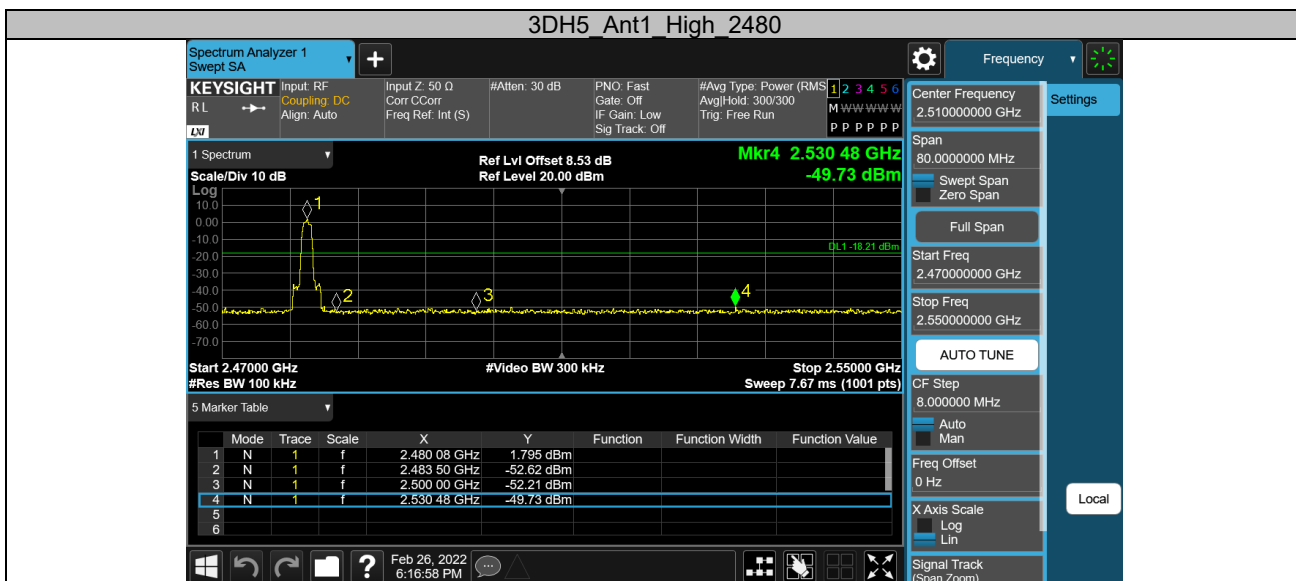 3DH5_Ant1_High_2480
Spectrum Analyzer 1
Swept SA
Frequency
KEYSIGHT
R L
LXI
Input: RF
Coupling: DC
Align: Auto
Input Z: 50 Ω
Corr CCorr
Freq Ref: Int (S)
#Atten: 30 dB
PNO: Fast
Gate: Off
IF Gain: Low
Sig Track: Off
#Avg Type: Power (RMS
Avg|Hold: 300/300
Trig: Free Run
1 2 3 4 5 6
M W W W W W
P P P P P P
1 Spectrum
Scale/Div 10 dB
Ref Lvl Offset 8.53 dB
Ref Level 20.00 dBm
Mkr4 2.530 48 GHz
-49.73 dBm
Log
10.0
0.00
-10.0
-20.0
-30.0
-40.0
-50.0
-60.0
-70.0
1
2
3
4
DL1 -18.21 dBm
Start 2.47000 GHz
#Video BW 300 kHz
Stop 2.55000 GHz
#Res BW 100 kHz
Sweep 7.67 ms (1001 pts)
5 Marker Table
Mode Trace Scale X Y Function Function Width Function Value
1 N 1 f 2.480 08 GHz 1.795 dBm
2 N 1 f 2.483 50 GHz -52.62 dBm
3 N 1 f 2.500 00 GHz -52.21 dBm
4 N 1 f 2.530 48 GHz -49.73 dBm
5
6
Feb 26, 2022
6:16:58 PM
Center Frequency
2.510000000 GHz
Span
80.0000000 MHz
Swept Span
Zero Span
Full Span
Start Freq
2.470000000 GHz
Stop Freq
2.550000000 GHz
AUTO TUNE
CF Step
8.000000 MHz
Auto
Man
Freq Offset
0 Hz
X Axis Scale
Log
Lin
Signal Track
(Span Zoom)
Settings
Local